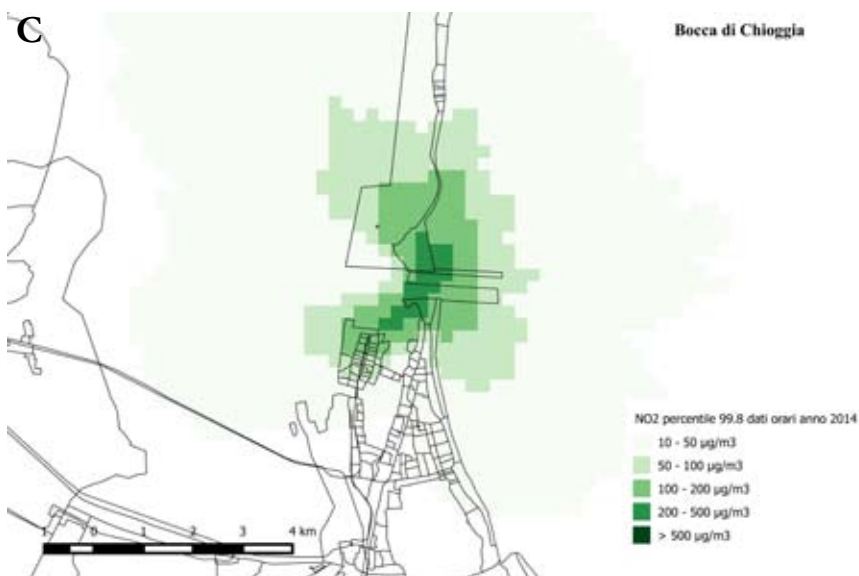 C
Bocca di Chioggia
NO2 percentile 99.8 dati orari anno 2014
10 - 50 µg/m3
50 - 100 µg/m3
100 - 200 µg/m3
200 - 500 µg/m3
> 500 µg/m3
1 0 1 2 3 4 km